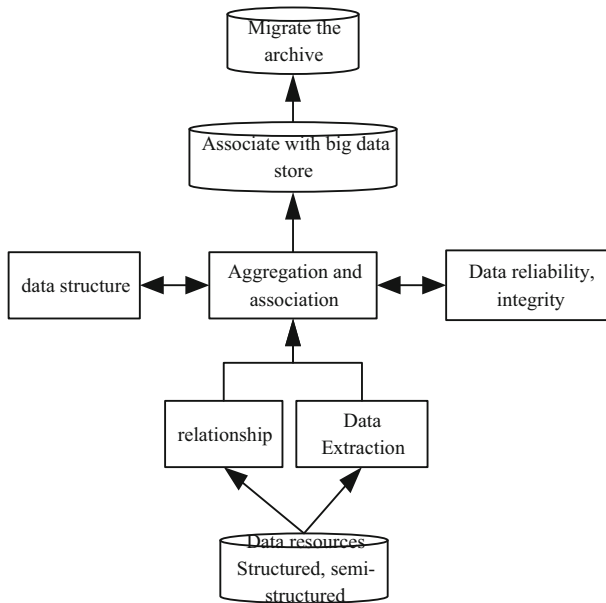 Migrate the
archive
Associate with big data
store
data structure
Aggregation and
association
Data reliability,
integrity
relationship
Data
Extraction
Data resources
Structured, semi-
structured